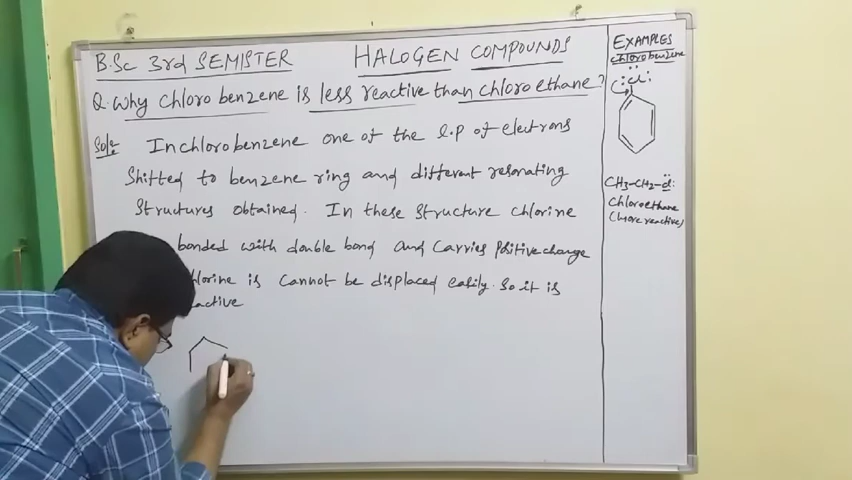 B.Sc 3rd SEMISTER HALOGEN COMPOUNDS
Q. Why chloro benzene is less reactive than chloro ethane?
Sol: In chlorobenzene one of the l.p of electrons
Shifted to benzene ring and different resonating
Structures obtained. In these structure chlorine
bonded with double bond and carries positive charge
hlorine is cannot be displaced easily. So it is
active
EXAMPLES
chlorobenzene
:Cl:
CH3-CH2-Cl:
Chloroethane
(more reactive)